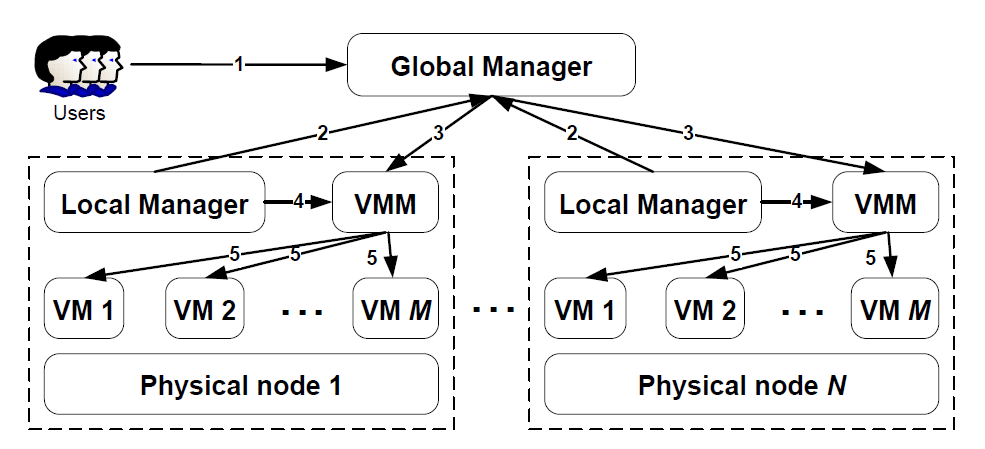 1
Global Manager
Users
2
3
2
3
Local Manager
4
VMM
Local Manager
4
VMM
5
5
5
5
5
5
VM 1
VM 2
...
VM M
...
VM 1
VM 2
...
VM M
Physical node 1
Physical node N